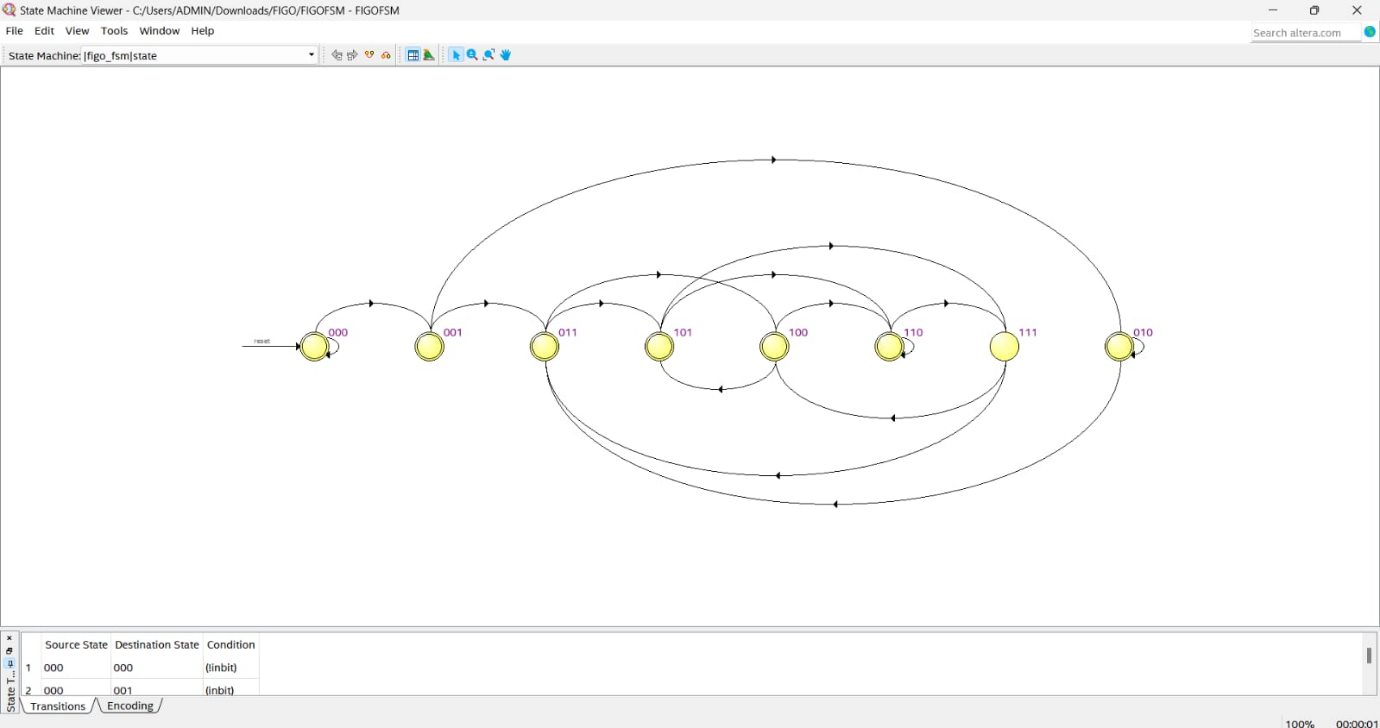 State Machine Viewer - C:/Users/ADMIN/Downloads/FIGO/FIGOFSM - FIGOFSM
File Edit View Tools Window Help
Search altera.com
State Machine: |figo_fsm|state
reset
000 001 011 101 100 110 111 010
State T...
Source State Destination State Condition
1 000 000 (!inbit)
2 000 001 (inbit)
Transitions Encoding
100% 00:00:01